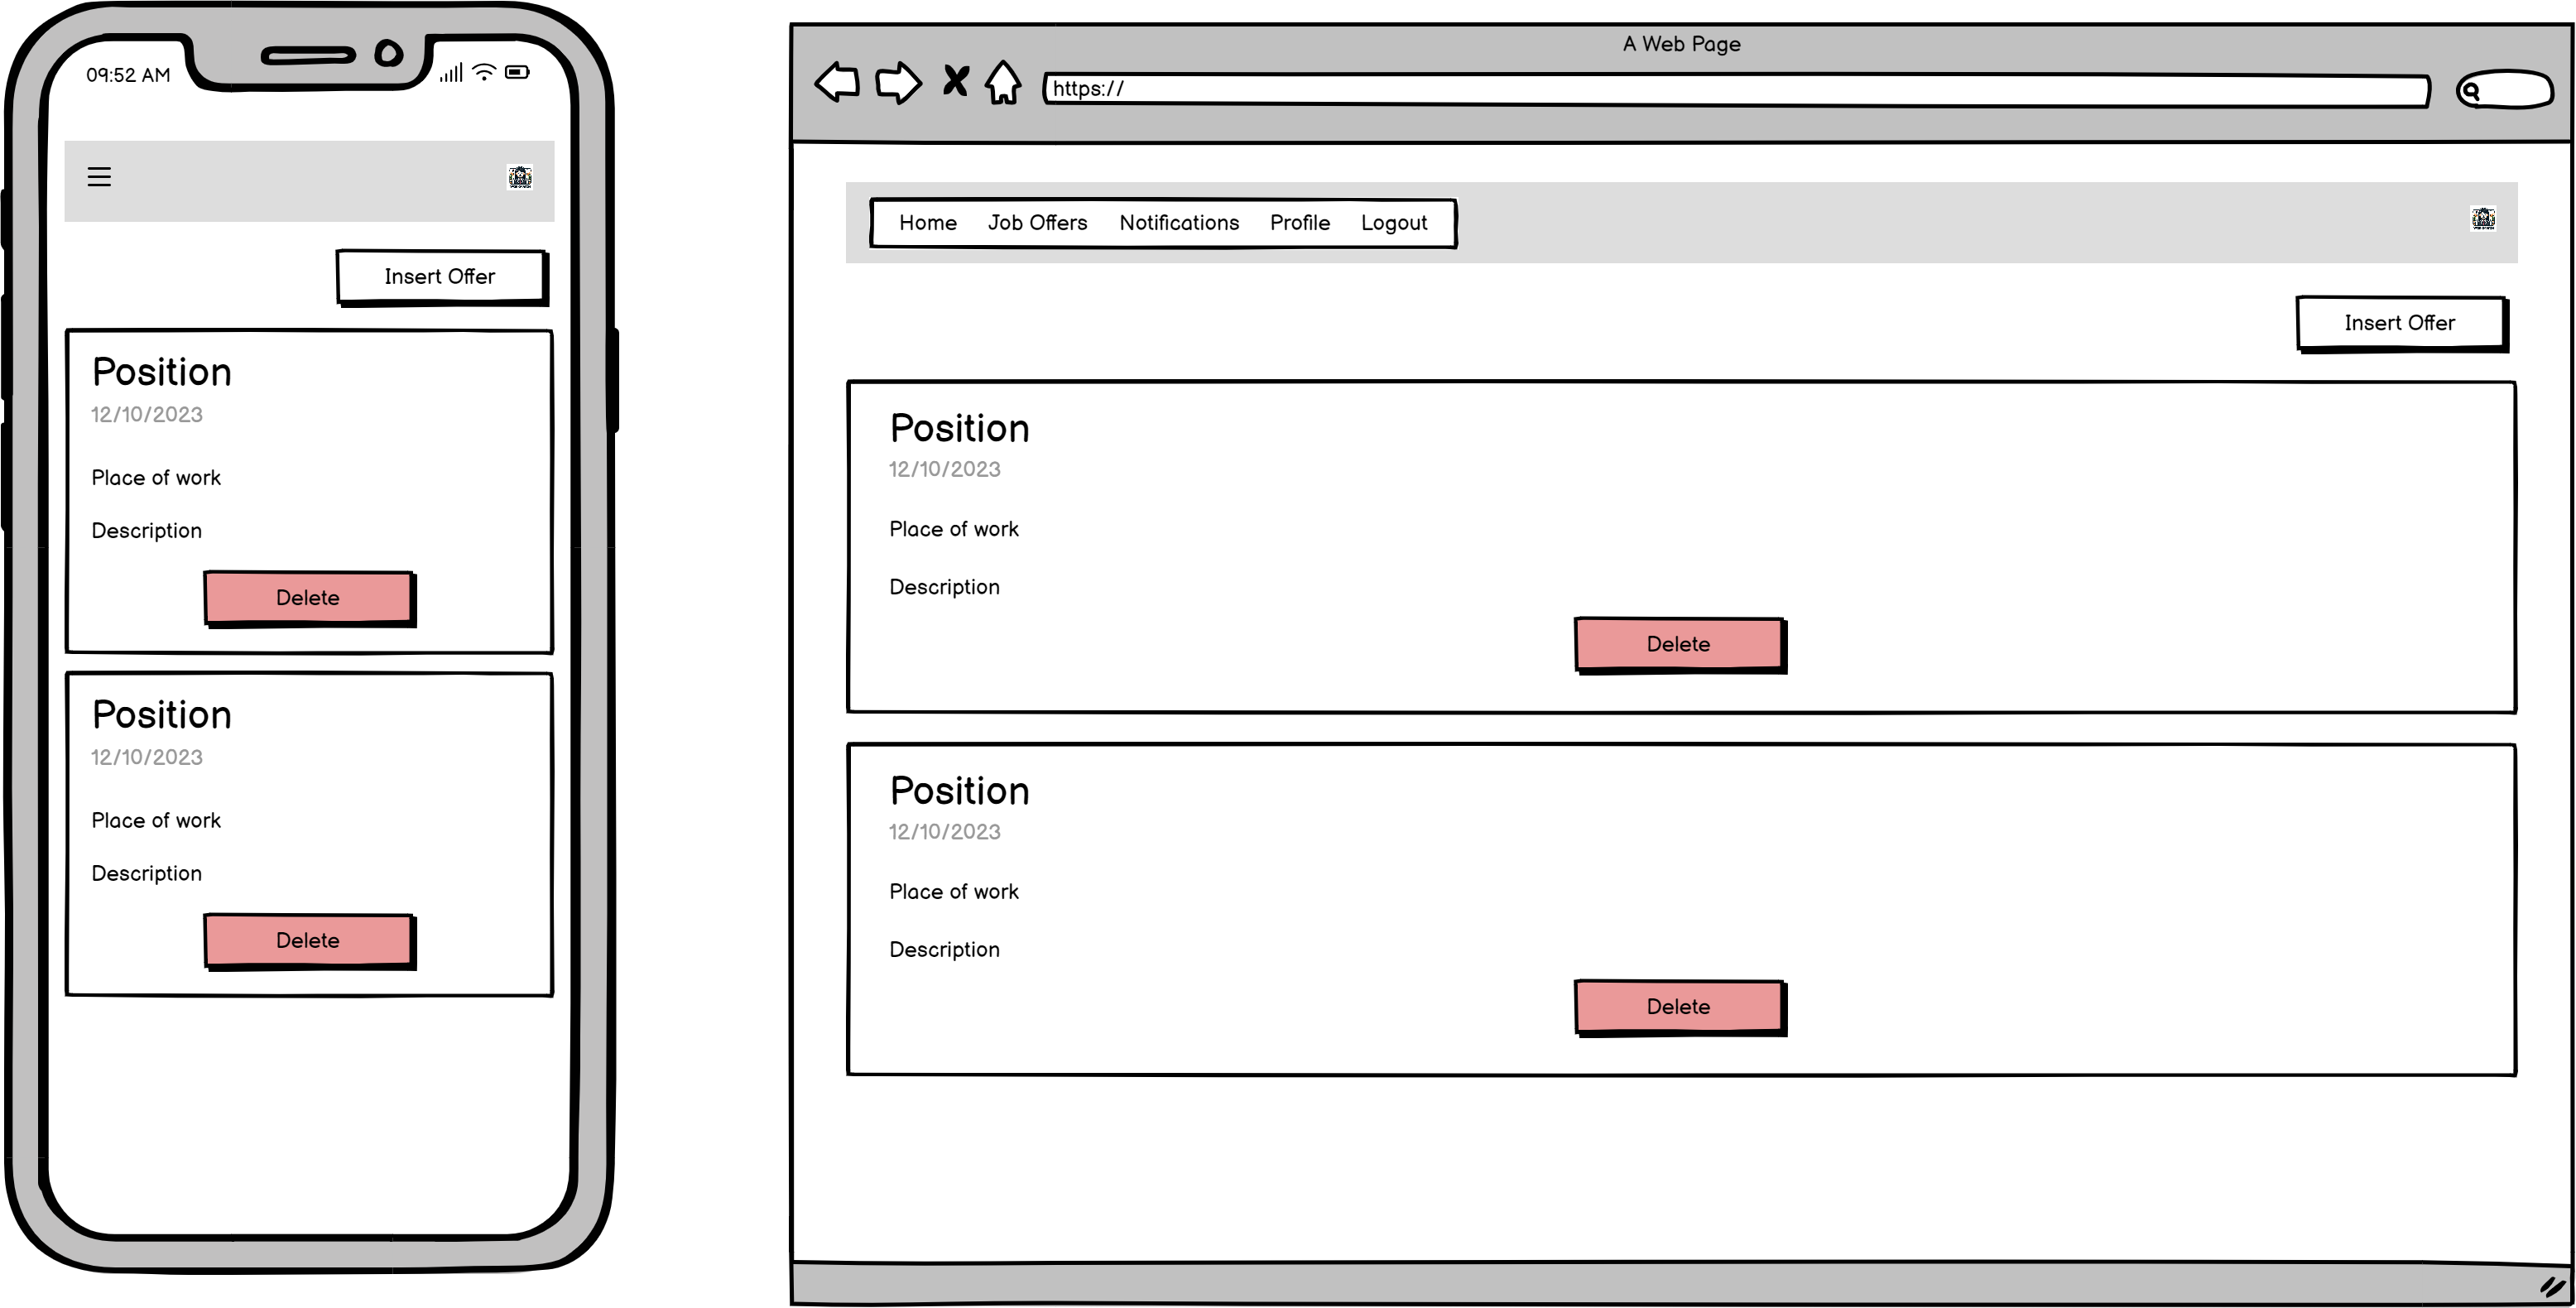 09:52 AM
Insert Offer
Position
12/10/2023
Place of work
Description
Delete
Position
12/10/2023
Place of work
Description
Delete
A Web Page
https://
Home Job Offers Notifications Profile Logout
Insert Offer
Position
12/10/2023
Place of work
Description
Delete
Position
12/10/2023
Place of work
Description
Delete